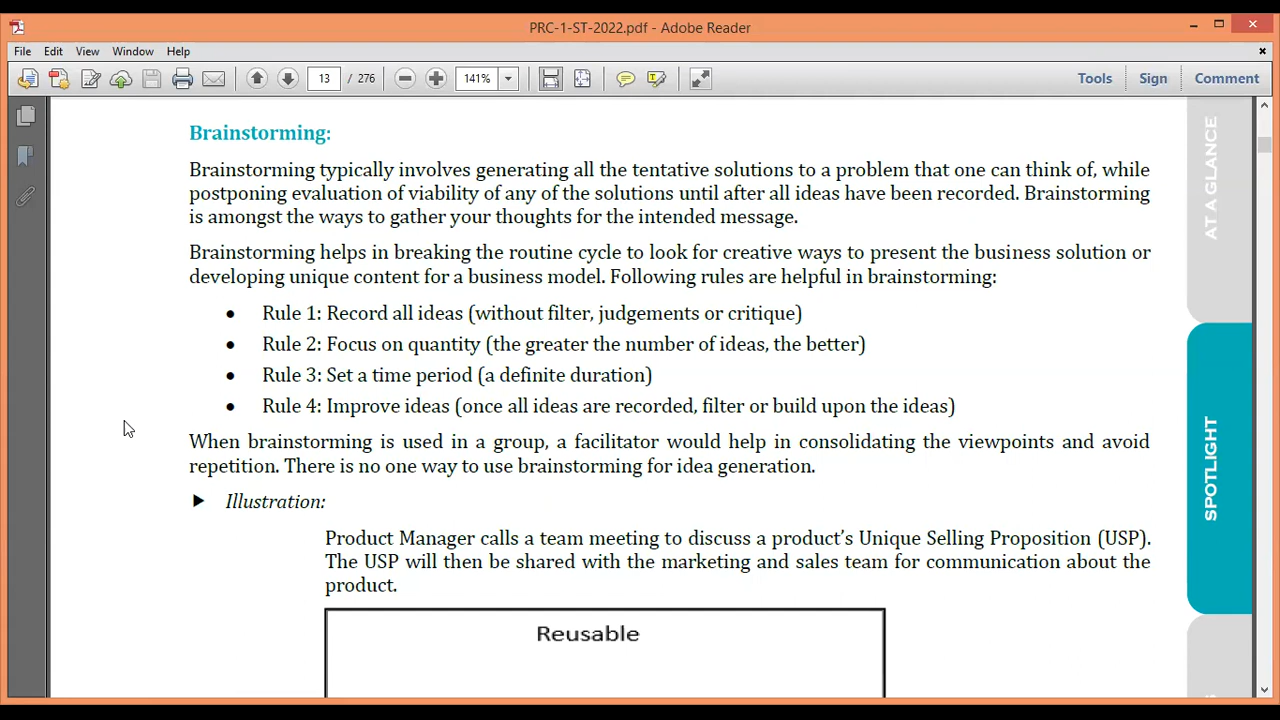 PRC-1-ST-2022.pdf - Adobe Reader
File Edit View Window Help
13 / 276 141% Tools Sign Comment
Brainstorming:
Brainstorming typically involves generating all the tentative solutions to a problem that one can think of, while
postponing evaluation of viability of any of the solutions until after all ideas have been recorded. Brainstorming
is amongst the ways to gather your thoughts for the intended message.
Brainstorming helps in breaking the routine cycle to look for creative ways to present the business solution or
developing unique content for a business model. Following rules are helpful in brainstorming:
• Rule 1: Record all ideas (without filter, judgements or critique)
• Rule 2: Focus on quantity (the greater the number of ideas, the better)
• Rule 3: Set a time period (a definite duration)
• Rule 4: Improve ideas (once all ideas are recorded, filter or build upon the ideas)
When brainstorming is used in a group, a facilitator would help in consolidating the viewpoints and avoid
repetition. There is no one way to use brainstorming for idea generation.
Illustration:
Product Manager calls a team meeting to discuss a product’s Unique Selling Proposition (USP).
The USP will then be shared with the marketing and sales team for communication about the
product.
Reusable
AT A GLANCE
SPOTLIGHT